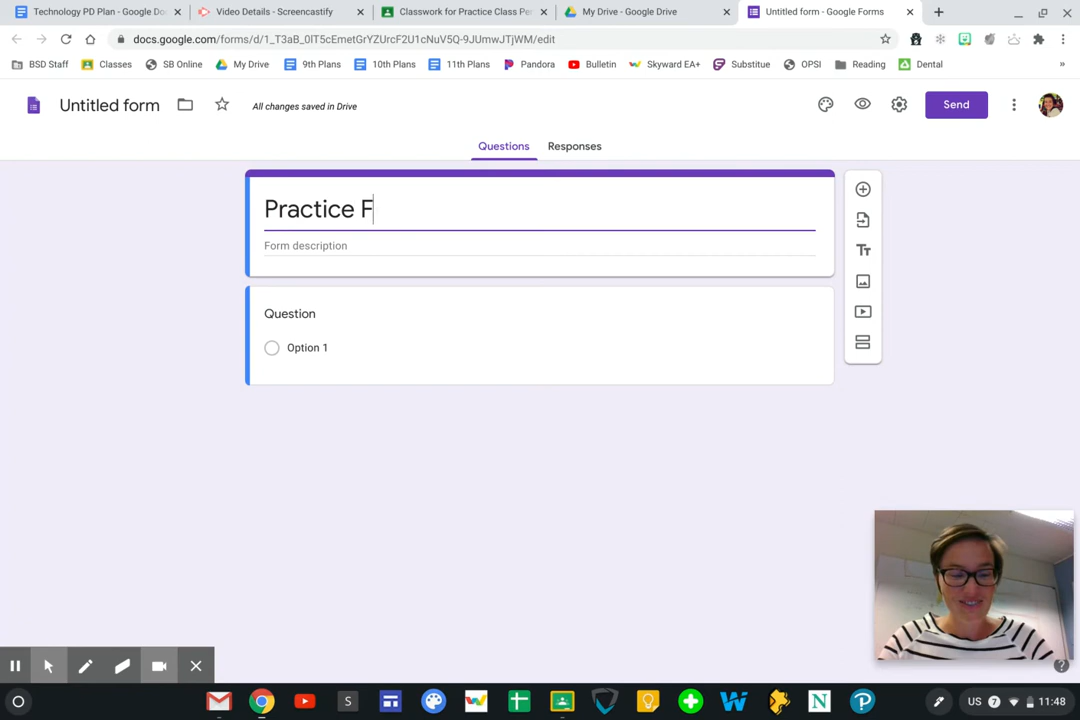 Technology PD Plan - Google Do
Video Details - Screencastify
Classwork for Practice Class Per
My Drive - Google Drive
Untitled form - Google Forms
docs.google.com/forms/d/1_T3aB_0lT5cEmetGrYZUrcF2U1cNuV5Q-9JUmwJTjWM/edit
BSD Staff
Classes
SB Online
My Drive
9th Plans
10th Plans
11th Plans
Pandora
Bulletin
Skyward EA+
Substitue
OPSI
Reading
Dental
»
Untitled form
All changes saved in Drive
Send
Questions
Responses
Practice F
Form description
Question
Option 1
US 7 11:48